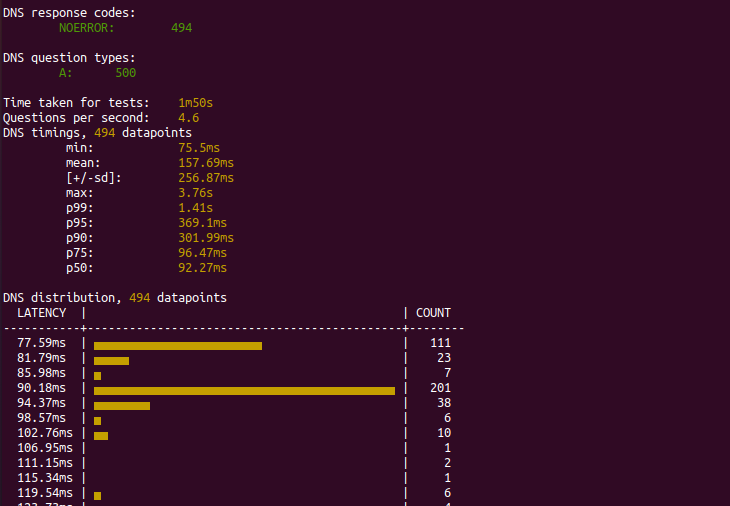 DNS response codes:
NOERROR: 494
DNS question types:
A: 500
Time taken for tests: 1m50s
Questions per second: 4.6
DNS timings, 494 datapoints
min: 75.5ms
mean: 157.69ms
[+/-sd]: 256.87ms
max: 3.76s
p99: 1.41s
p95: 369.1ms
p90: 301.99ms
p75: 96.47ms
p50: 92.27ms
DNS distribution, 494 datapoints
LATENCY | | COUNT
-----------+---------------------------------------------+--------
77.59ms | | 111
81.79ms | | 23
85.98ms | | 7
90.18ms | | 201
94.37ms | | 38
98.57ms | | 6
102.76ms | | 10
106.95ms | | 1
111.15ms | | 2
115.34ms | | 1
119.54ms | | 6